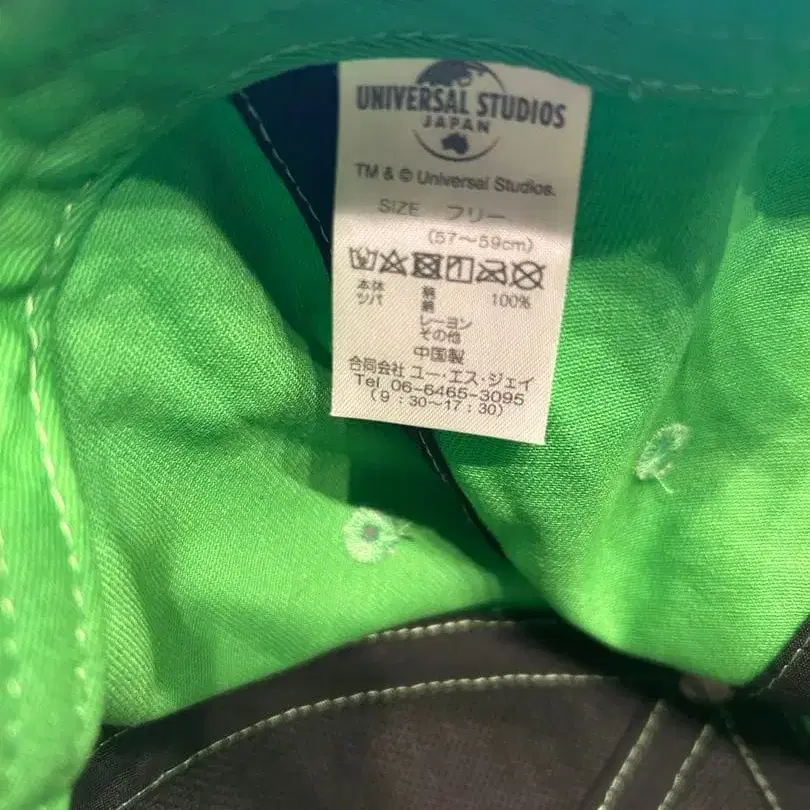 UNIVERSAL STUDIOS
JAPAN
TM & © Universal Studios.
SIZE フリー
(57〜59cm)
本体 綿 100%
ツバ 綿
レーヨン
その他
中国製
合同会社 ユー・エス・ジェイ
Tel 06-6465-3095
(9:30〜17:30)